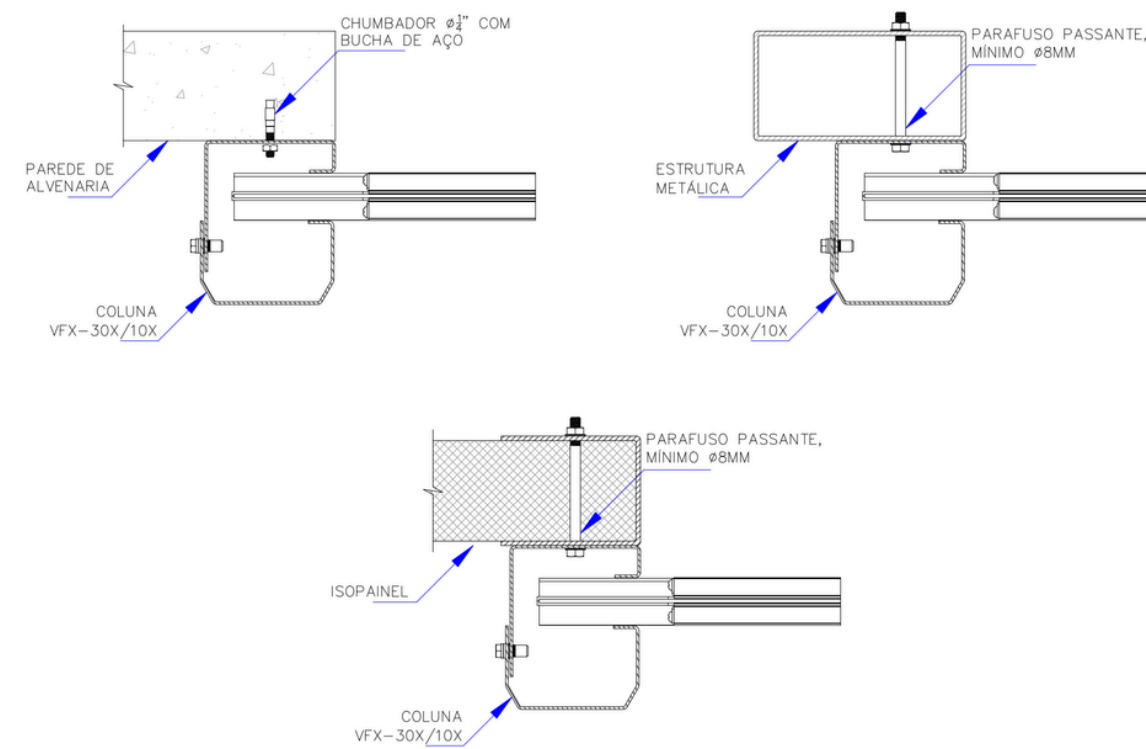 CHUMBADOR ø¼" COM
BUCHA DE AÇO
PAREDE DE
ALVENARIA
COLUNA
VFX-30X/10X
PARAFUSO PASSANTE,
MÍNIMO ø8MM
ESTRUTURA
METÁLICA
COLUNA
VFX-30X/10X
PARAFUSO PASSANTE,
MÍNIMO ø8MM
ISOPAINEL
COLUNA
VFX-30X/10X